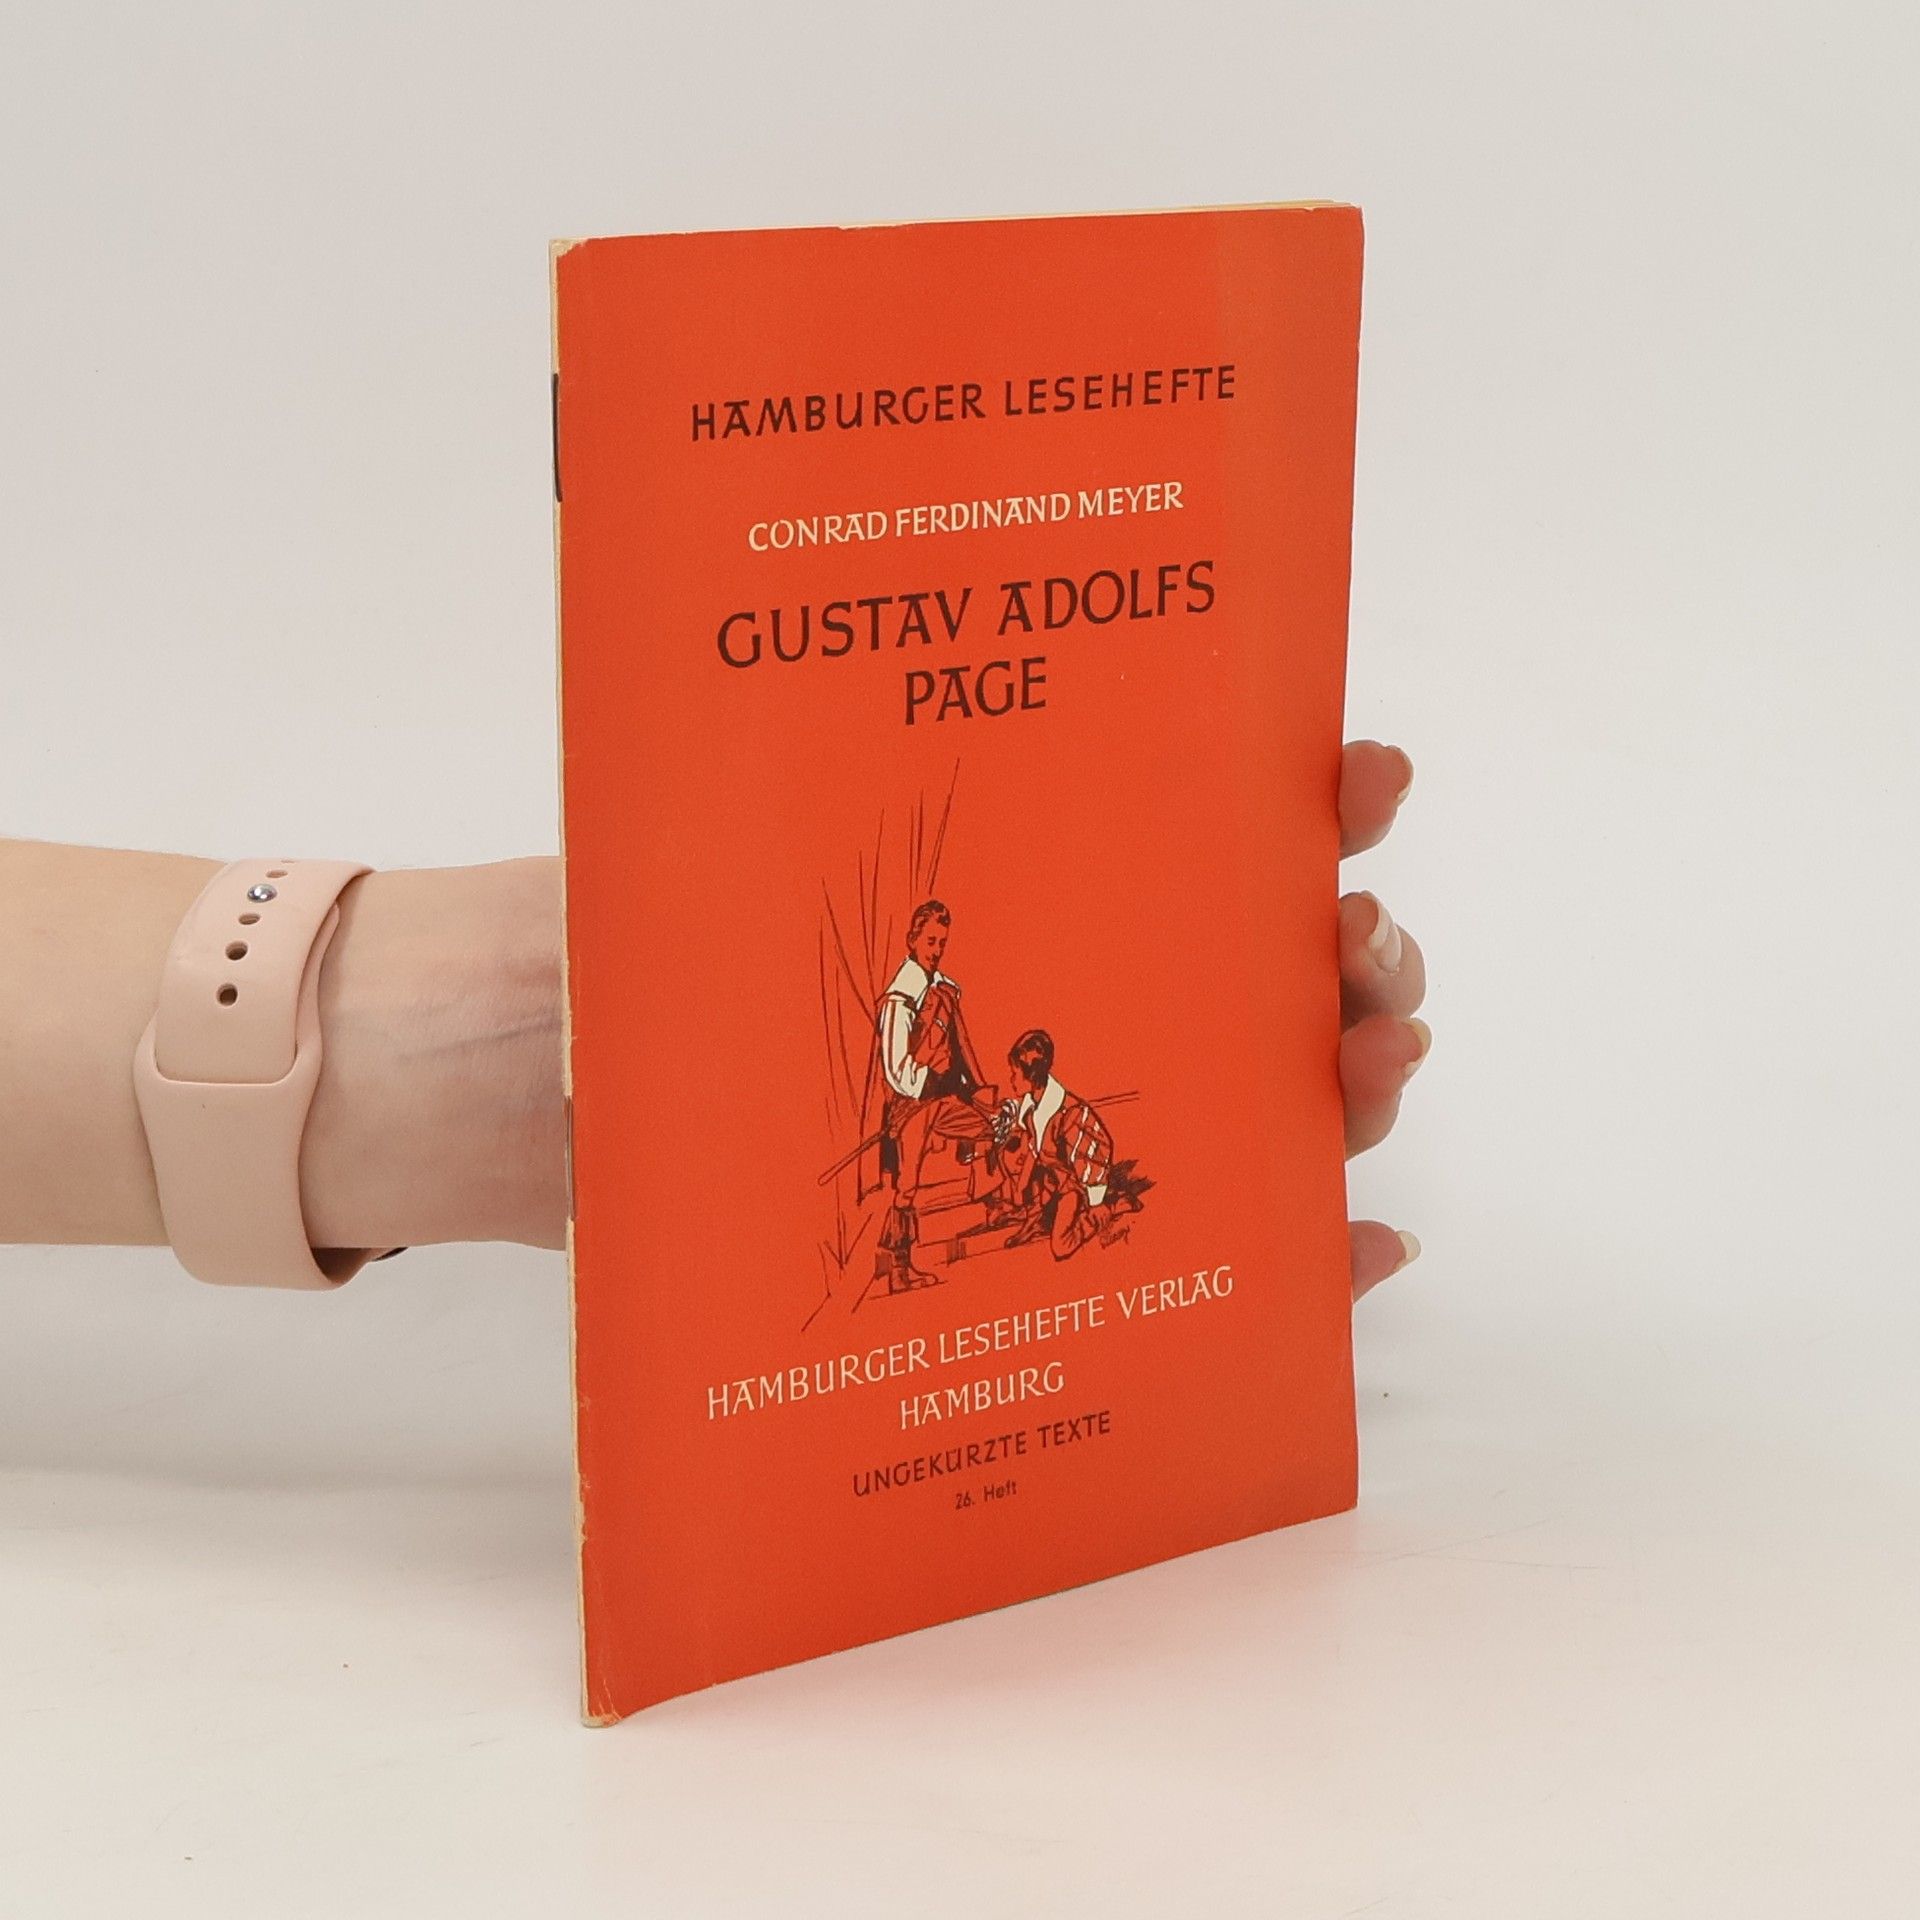 HAMBURGER LESEHEFTE
CONRAD FERDINAND MEYER
GUSTAV ADOLFS
PAGE
HAMBURGER LESEHEFTE VERLAG
HAMBURG
UNGEKÜRZTE TEXTE
26. Heft